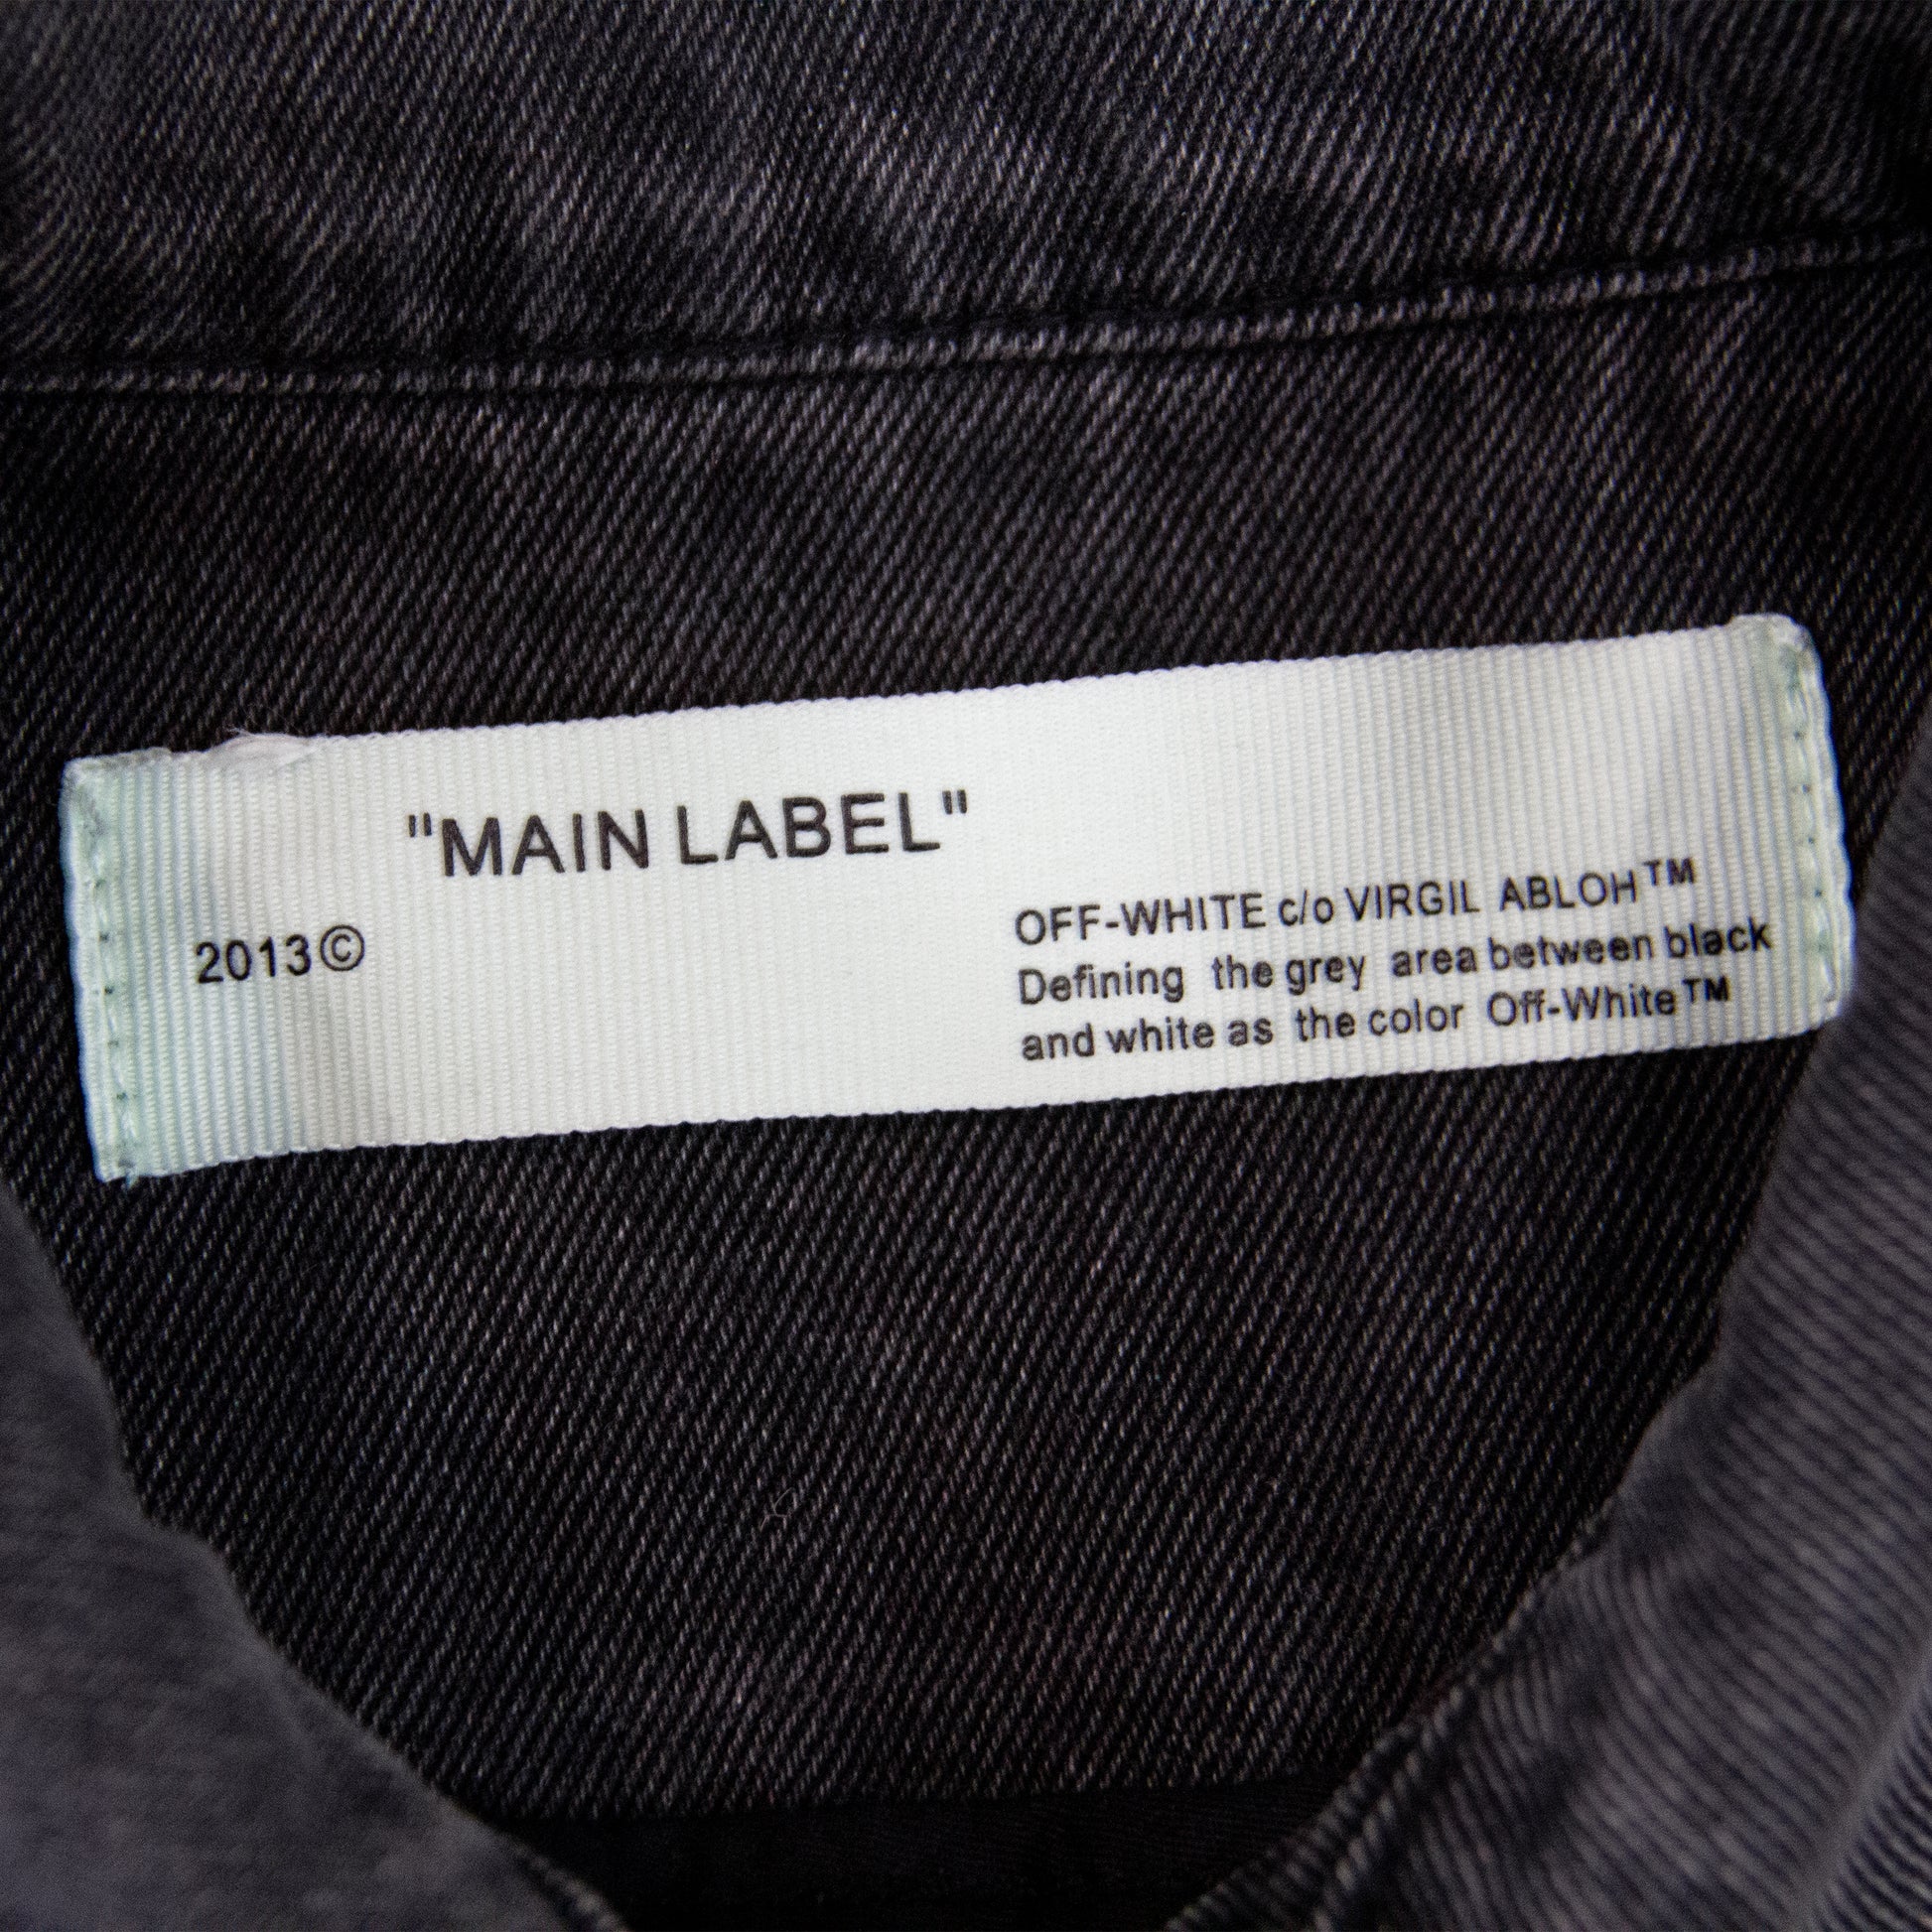 "MAIN LABEL"
2013©
OFF-WHITE c/o VIRGIL ABLOH™
Defining the grey area between black
and white as the color Off-White™